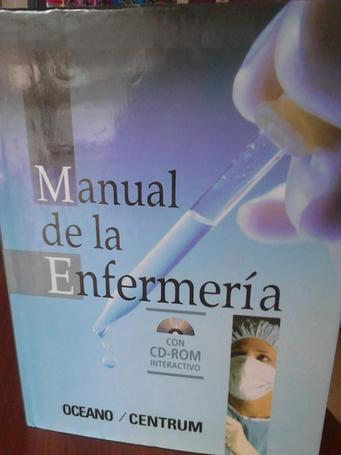 Manual
de la
Enfermería
CON
CD-ROM
INTERACTIVO
OCEANO / CENTRUM